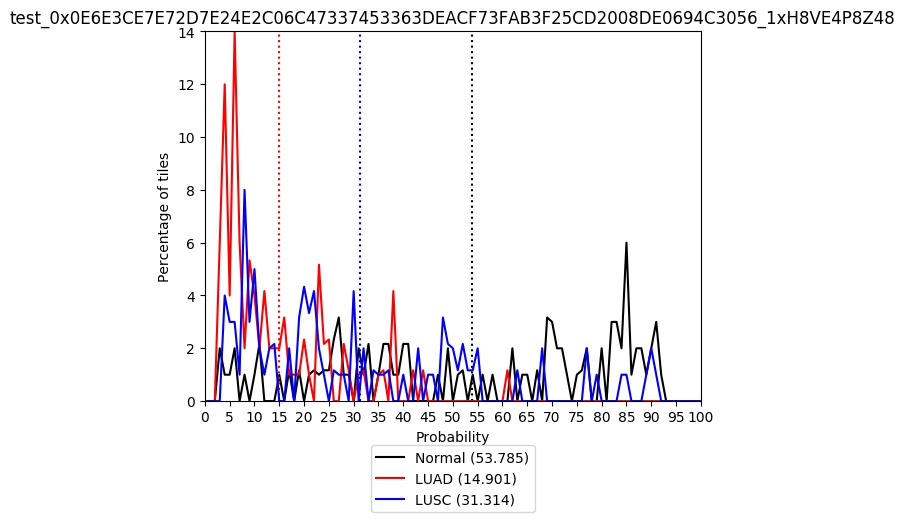 test_0x0E6E3CE7E72D7E24E2C06C47337453363DEACF73FAB3F25CD2008DE0694C3056_1xH8VE4P8Z48
14
12
10
8
6
4
2
0
Percentage of tiles
0 5 10 15 20 25 30 35 40 45 50 55 60 65 70 75 80 85 90 95 100
Probability
Normal (53.785)
LUAD (14.901)
LUSC (31.314)